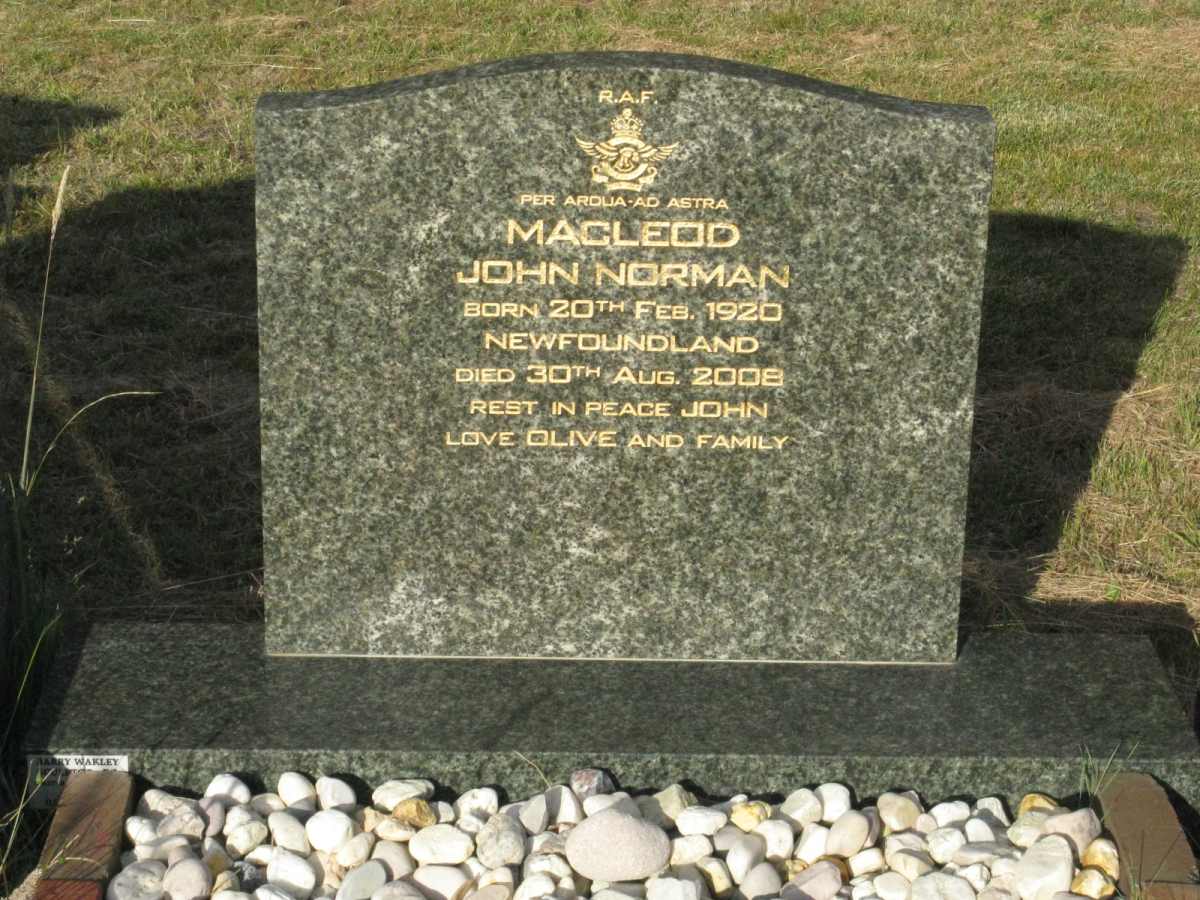 R.A.F.
PER ARDUA-AD ASTRA
MACLEOD
JOHN NORMAN
BORN 20TH FEB. 1920
NEWFOUNDLAND
DIED 30TH AUG. 2008
REST IN PEACE JOHN
LOVE OLIVE AND FAMILY
WAKLEY